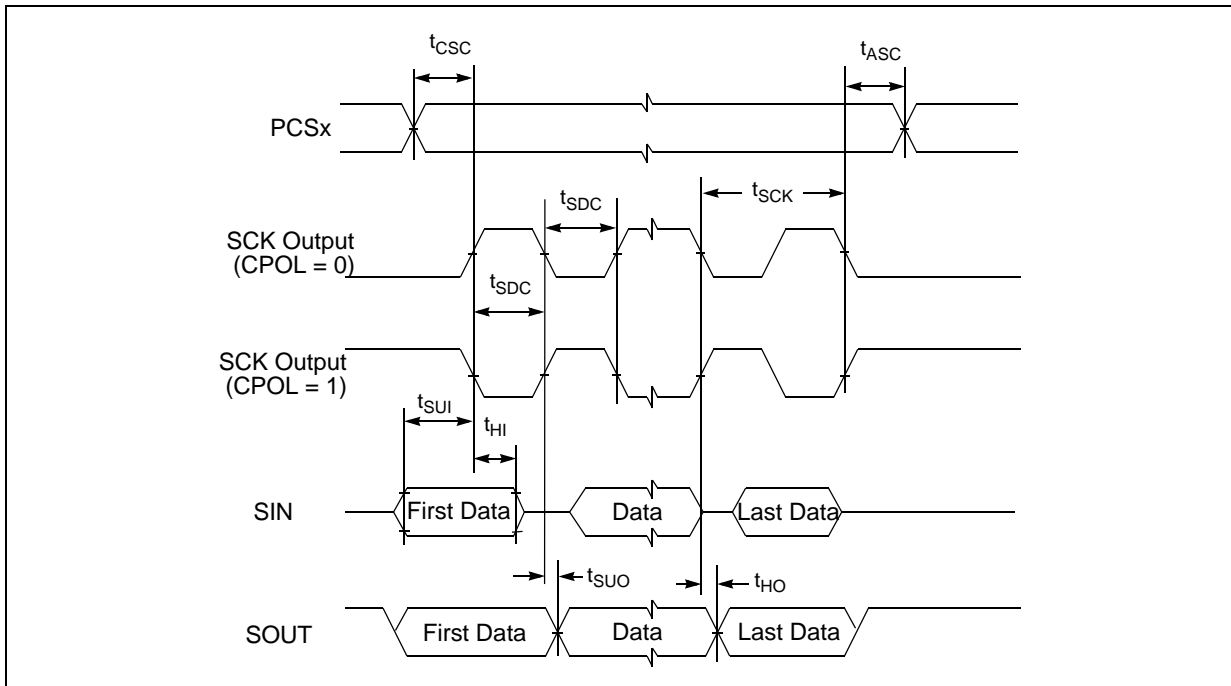 tCSC
tASC
PCSx
tSCK
tSDC
SCK Output
(CPOL = 0)
tSDC
SCK Output
(CPOL = 1)
tSUI
tHI
SIN
First Data
Data
Last Data
tSUO
tHO
SOUT
First Data
Data
Last Data